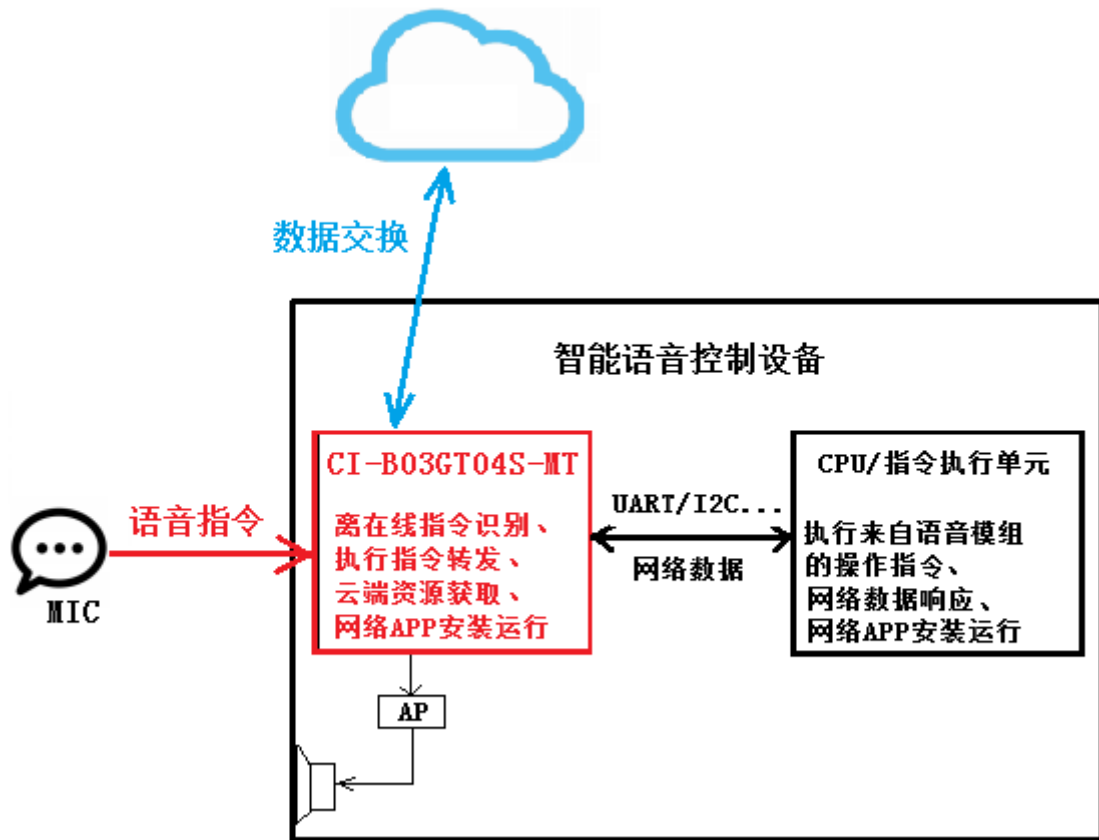 数据交换
智能语音控制设备
CI-B03GT04S-MT
离在线指令识别、
执行指令转发、
云端资源获取、
网络APP安装运行
语音指令
MIC
UART/I2C...
网络数据
CPU/指令执行单元
执行来自语音模组
的操作指令、
网络数据响应、
网络APP安装运行
AP